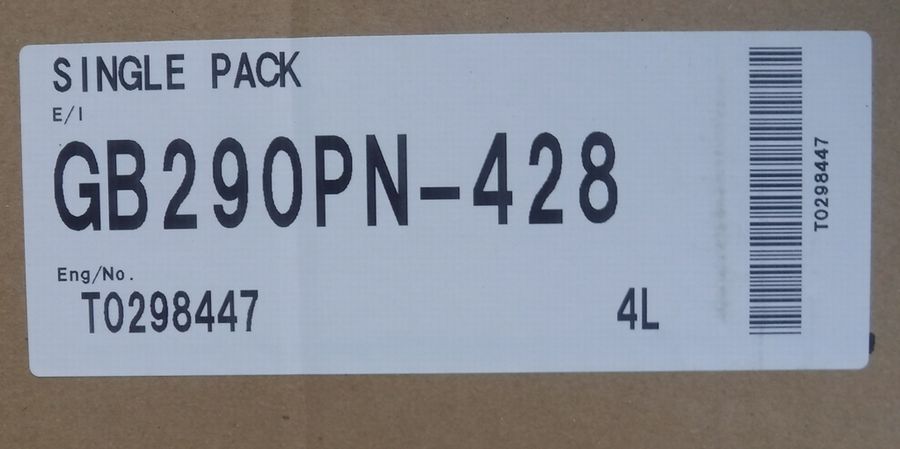 SINGLE PACK
E/I
GB290PN-428
Eng/No.
T0298447
4L
T0298447